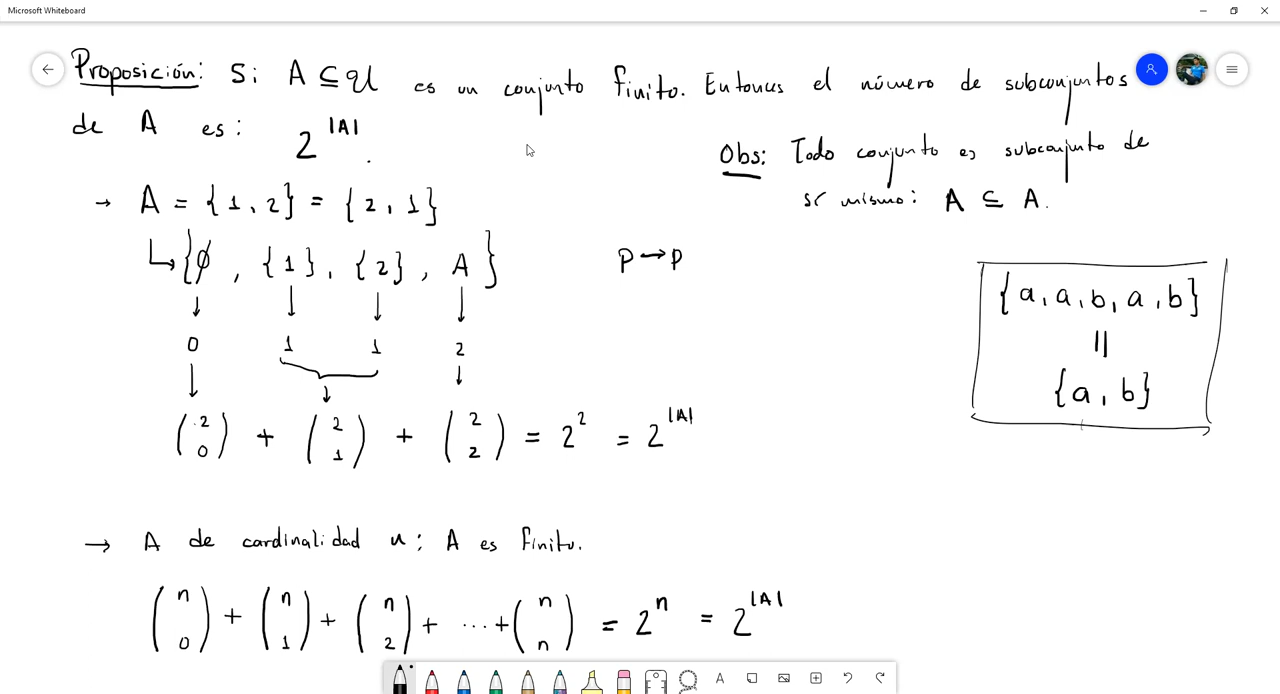 Microsoft Whiteboard
Proposición: Si A ⊆ 𝒰 es un conjunto finito. Entonces el número de subconjuntos
de A es: 2^|A|.
Obs: Todo conjunto es subconjunto de
sí mismo: A ⊆ A.
→ A = {1, 2} = {2, 1}
↳ {∅, {1}, {2}, A}
p → p
↓ ↓ ↓ ↓
0 1 1 2
↓ ↓ ↓
(2 0) + (2 1) + (2 2) = 2^2 = 2^|A|
{a, a, b, a, b}
||
{a, b}
→ A de cardinalidad n; A es finito.
(n 0) + (n 1) + (n 2) + ... + (n n) = 2^n = 2^|A|
A